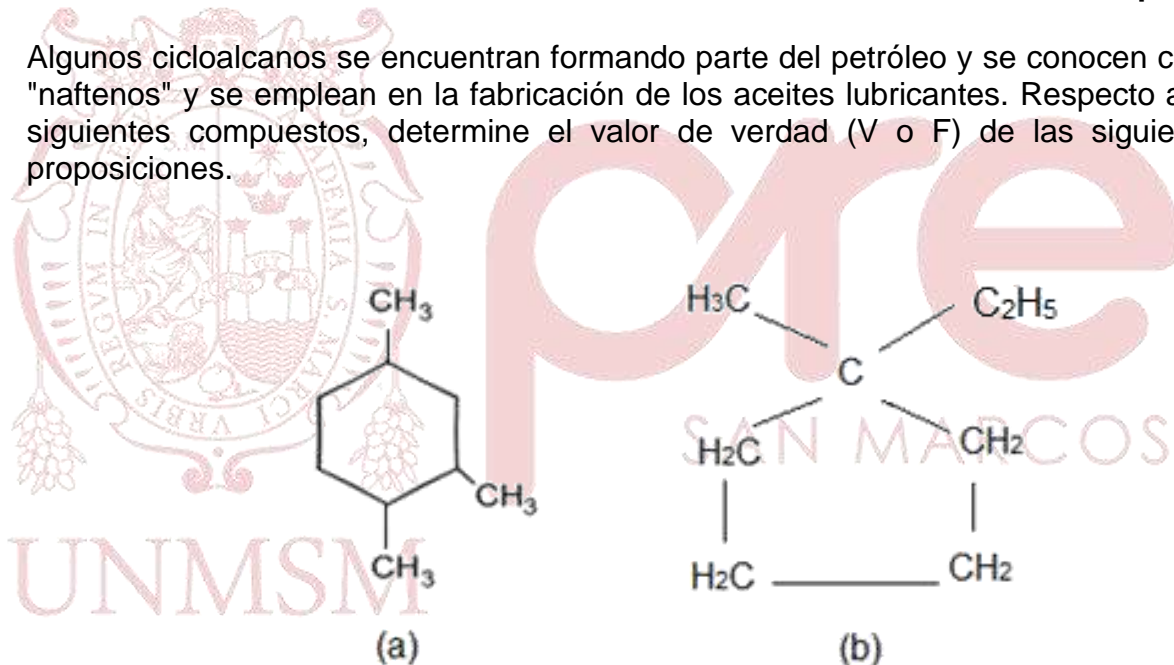 Algunos cicloalcanos se encuentran formando parte del petróleo y se conocen c
"naftenos" y se emplean en la fabricación de los aceites lubricantes. Respecto a
siguientes compuestos, determine el valor de verdad (V o F) de las siguie
proposiciones.
pre
SAN MARCOS
UNMSM
CH3
CH3
CH3
(a)
H3C
C2H5
C
H2C
CH2
H2C
CH2
(b)